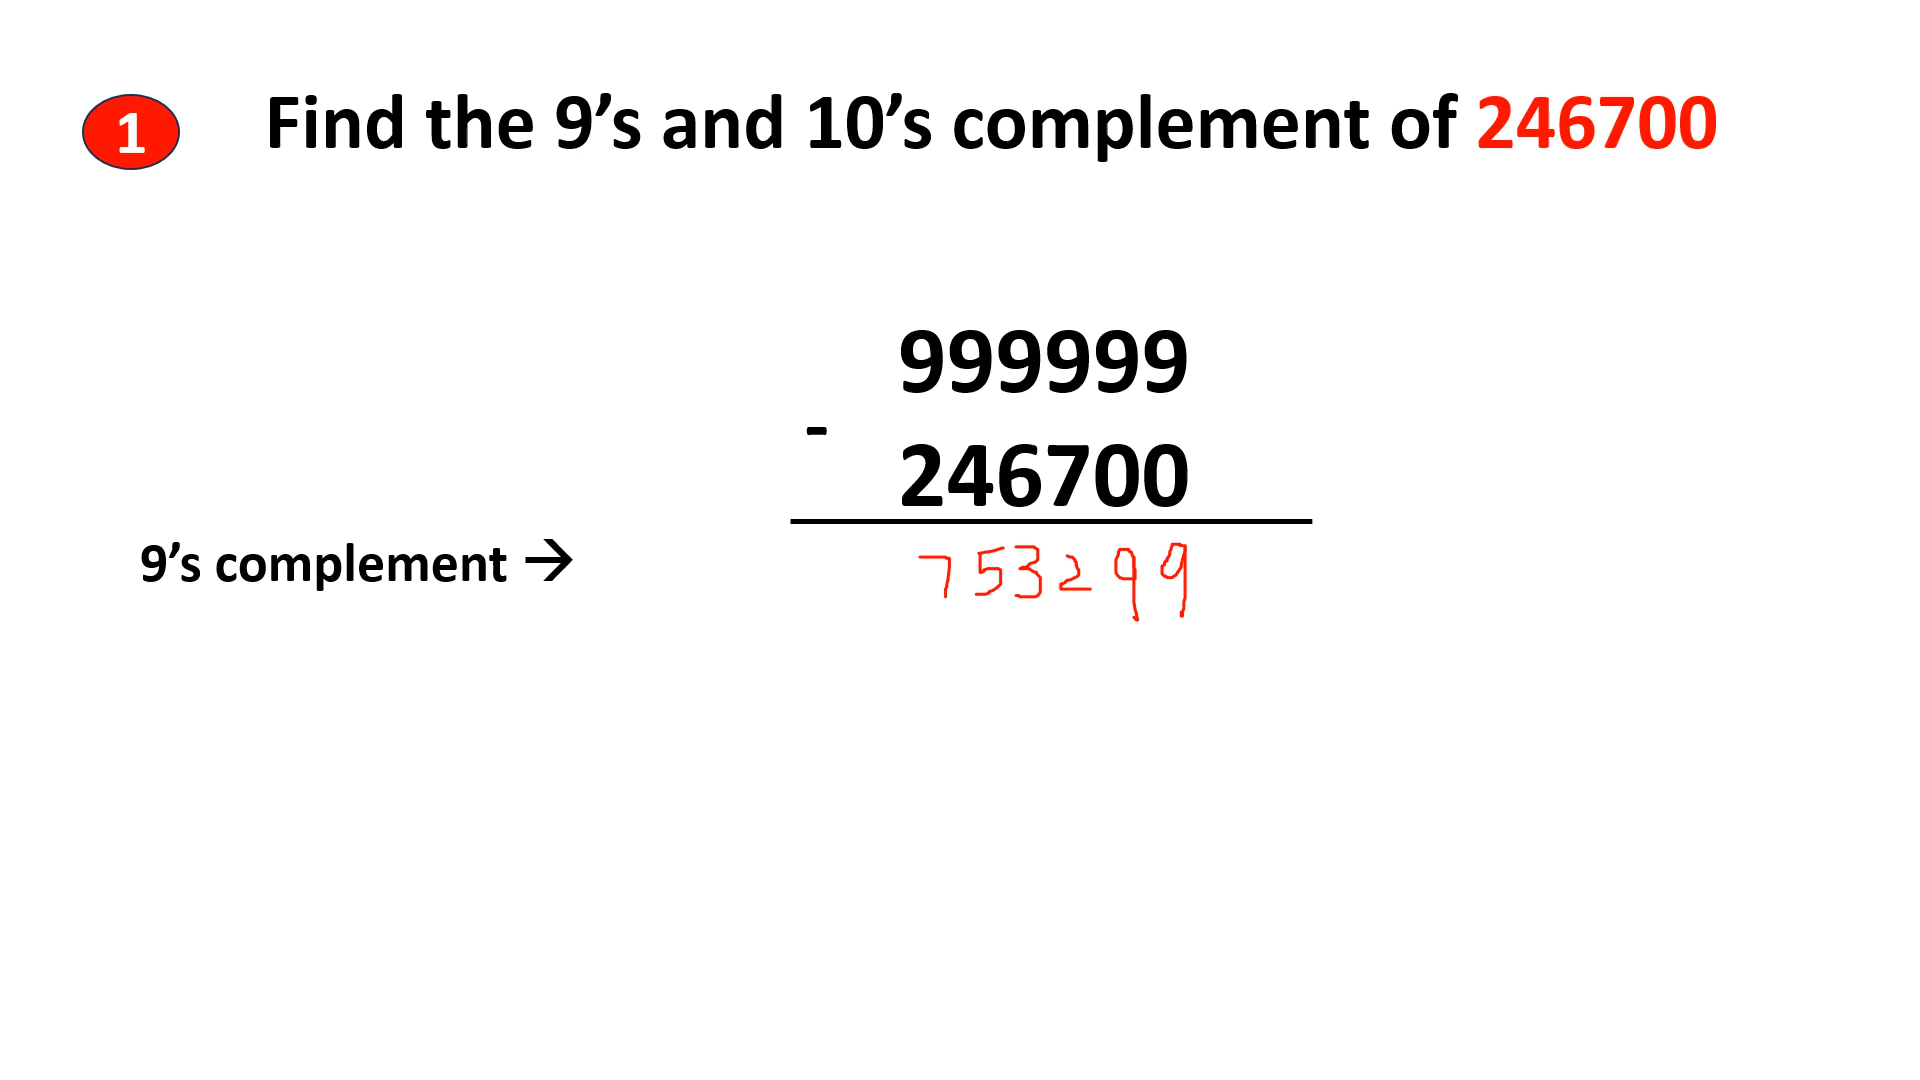 1 Find the 9’s and 10’s complement of 246700
999999
-
246700
9’s complement → 753299